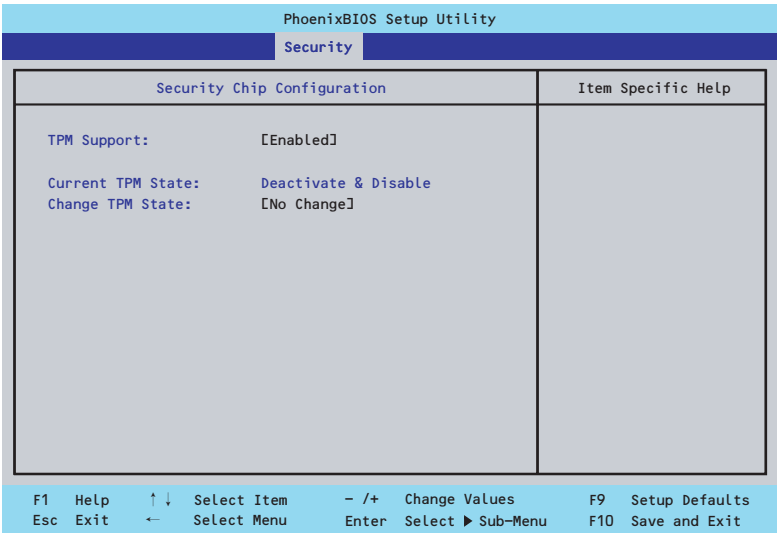 PhoenixBIOS Setup Utility
Security
Security Chip Configuration
Item Specific Help
TPM Support: [Enabled]
Current TPM State: Deactivate & Disable
Change TPM State: [No Change]
F1 Help ↑↓ Select Item - /+ Change Values F9 Setup Defaults
Esc Exit ← Select Menu Enter Select ▶ Sub-Menu F10 Save and Exit